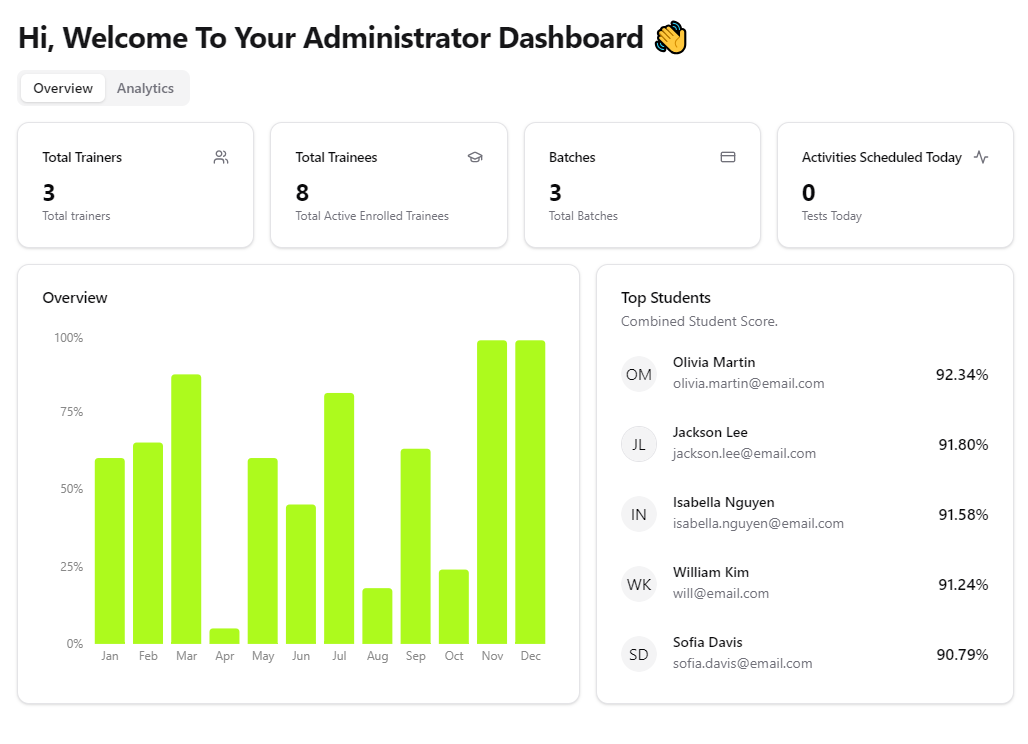 Hi, Welcome To Your Administrator Dashboard 👋
Overview
Analytics
Total Trainers
3
Total trainers
Total Trainees
8
Total Active Enrolled Trainees
Batches
3
Total Batches
Activities Scheduled Today
0
Tests Today
Overview
100%
75%
50%
25%
0%
Jan Feb Mar Apr May Jun Jul Aug Sep Oct Nov Dec
Top Students
Combined Student Score.
OM
Olivia Martin
olivia.martin@email.com
92.34%
JL
Jackson Lee
jackson.lee@email.com
91.80%
IN
Isabella Nguyen
isabella.nguyen@email.com
91.58%
WK
William Kim
will@email.com
91.24%
SD
Sofia Davis
sofia.davis@email.com
90.79%